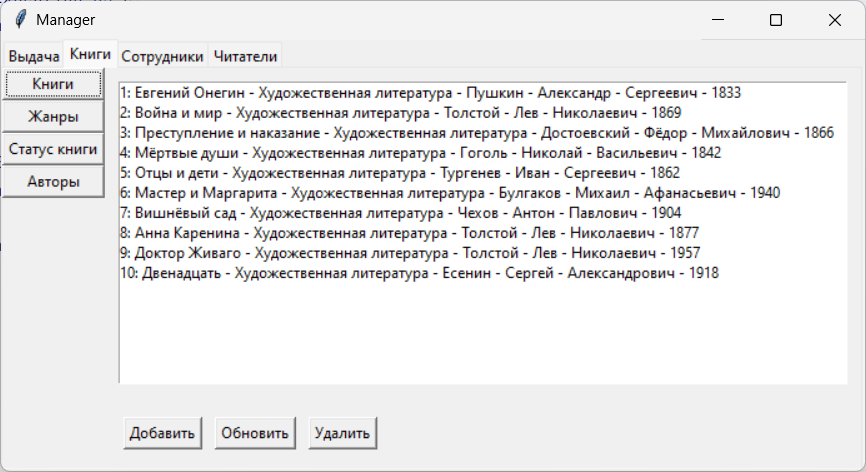 Manager
Выдача Книги Сотрудники Читатели
Книги
Жанры
Статус книги
Авторы
1: Евгений Онегин - Художественная литература - Пушкин - Александр - Сергеевич - 1833
2: Война и мир - Художественная литература - Толстой - Лев - Николаевич - 1869
3: Преступление и наказание - Художественная литература - Достоевский - Фёдор - Михайлович - 1866
4: Мёртвые души - Художественная литература - Гоголь - Николай - Васильевич - 1842
5: Отцы и дети - Художественная литература - Тургенев - Иван - Сергеевич - 1862
6: Мастер и Маргарита - Художественная литература - Булгаков - Михаил - Афанасьевич - 1940
7: Вишнёвый сад - Художественная литература - Чехов - Антон - Павлович - 1904
8: Анна Каренина - Художественная литература - Толстой - Лев - Николаевич - 1877
9: Доктор Живаго - Художественная литература - Толстой - Лев - Николаевич - 1957
10: Двенадцать - Художественная литература - Есенин - Сергей - Александрович - 1918
Добавить Обновить Удалить